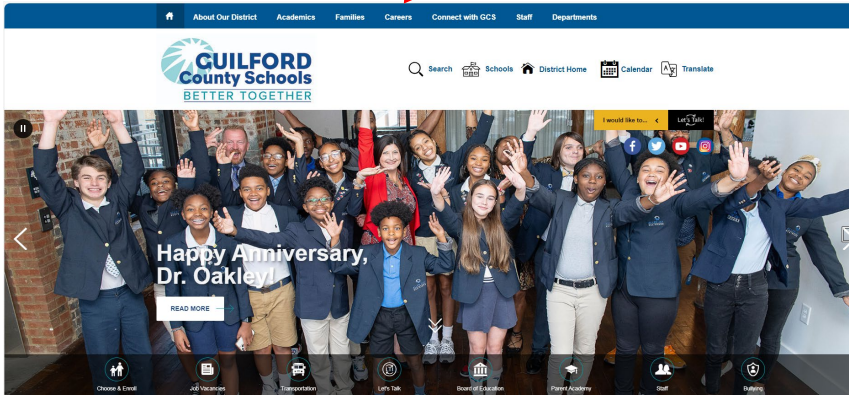 About Our District Academics Families Careers Connect with GCS Staff Departments
GUILFORD
County Schools
BETTER TOGETHER
Search Schools District Home Calendar Translate
I would like to... Let's Talk!
Happy Anniversary,
Dr. Oakley!
READ MORE
Choose & Enroll Job Vacancies Transportation Let's Talk Board of Education Parent Academy Staff Bullying